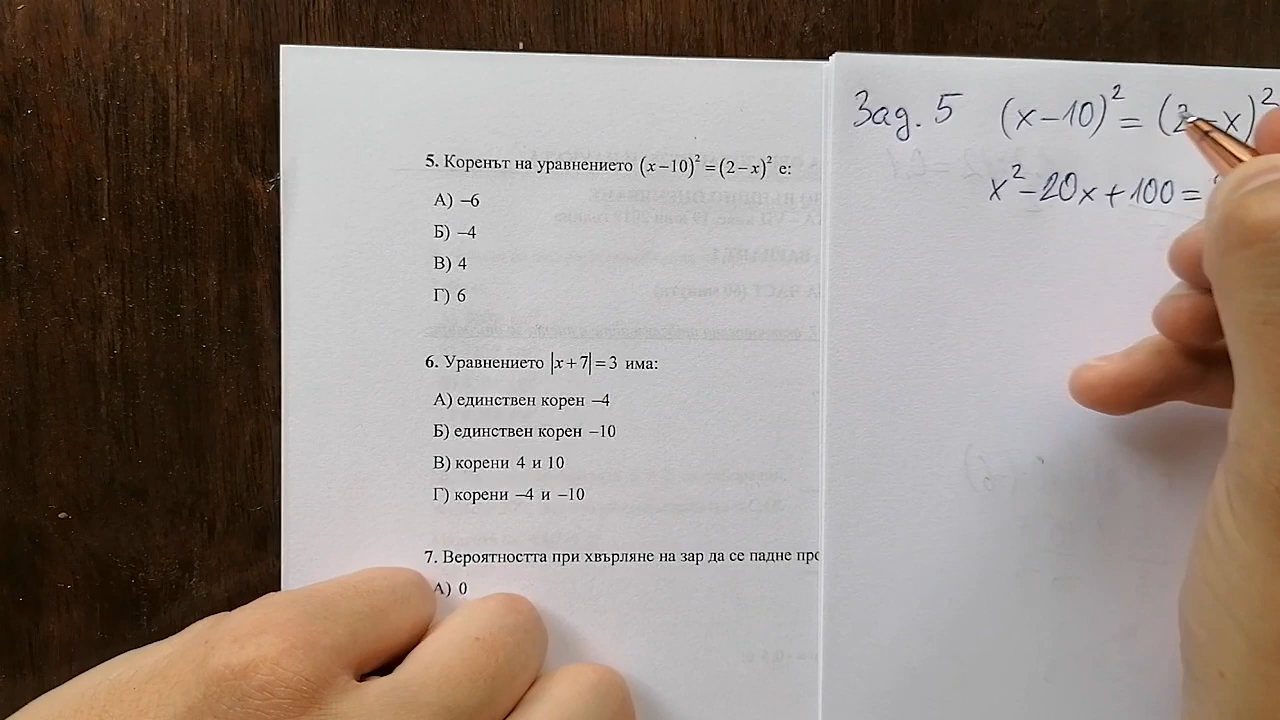 5. Коренът на уравнението (x−10)² = (2−x)² е:
А) −6
Б) −4
В) 4
Г) 6
6. Уравнението |x+7| = 3 има:
А) единствен корен −4
Б) единствен корен −10
В) корени 4 и 10
Г) корени −4 и −10
7. Вероятността при хвърляне на зар да се падне
А) 0
Зад. 5 (x−10)² = (2−x)²
x²−20x+100=